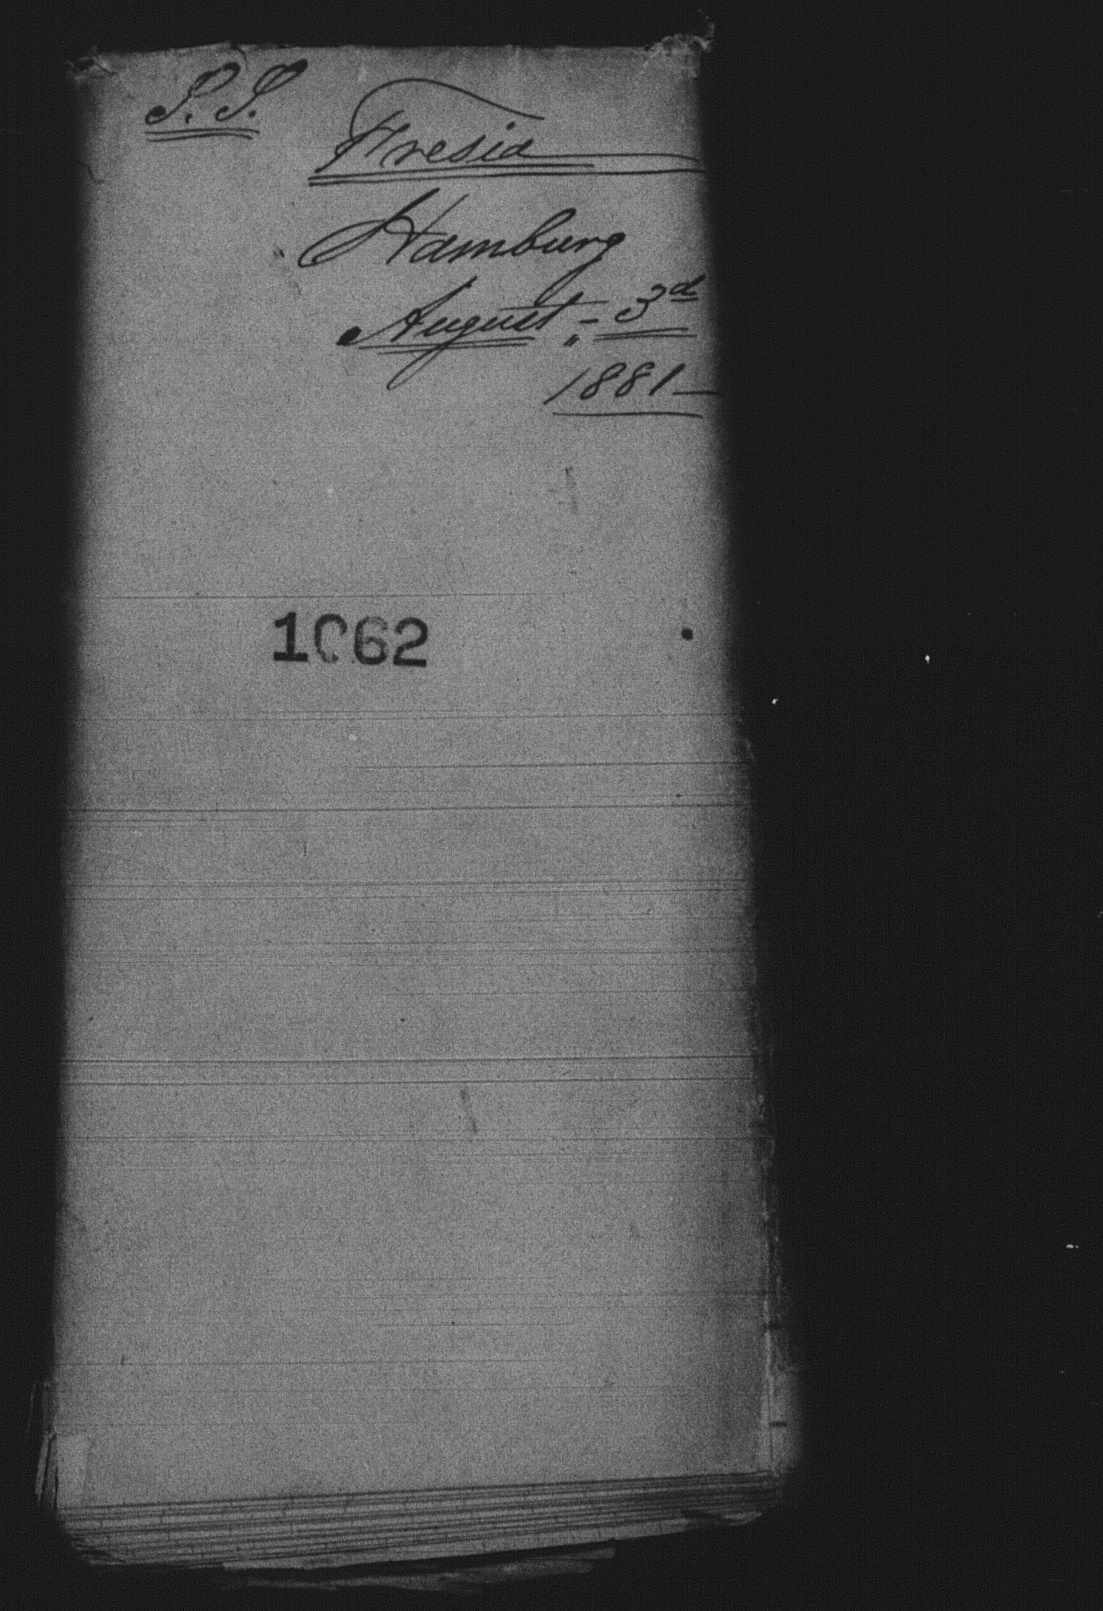 S. S.
Fresia
Hamburg
August „ 3d
1881
1062